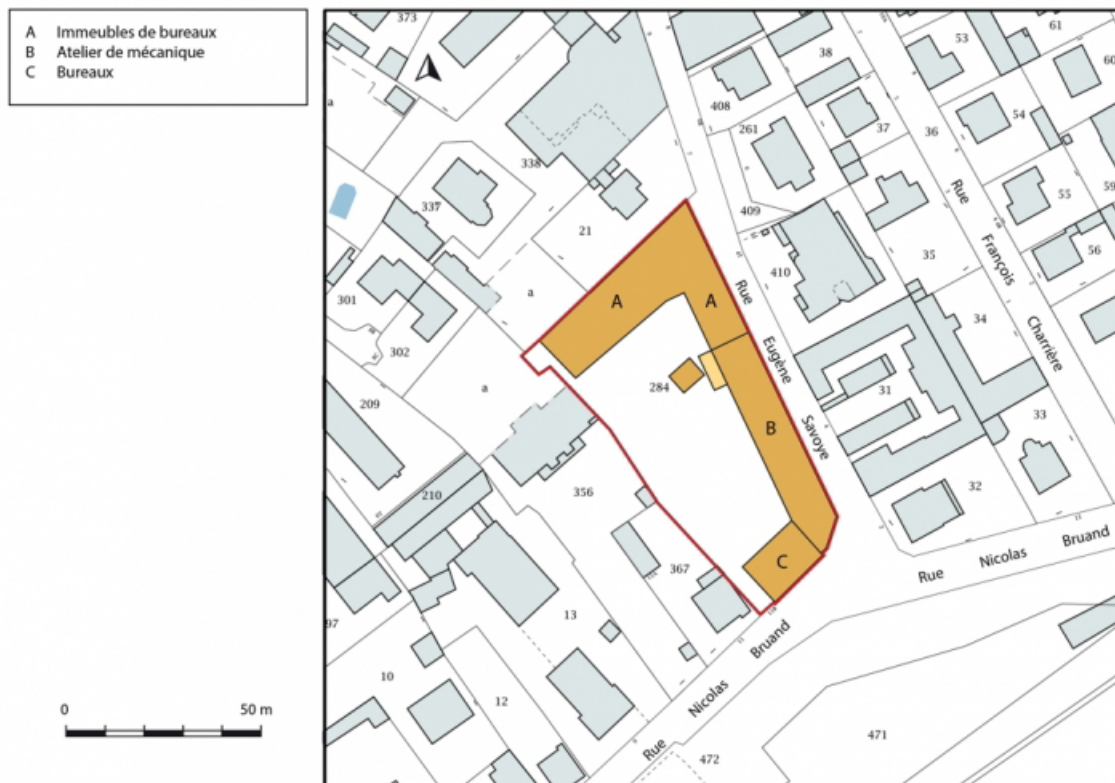 A Immeubles de bureaux
B Atelier de mécanique
C Bureaux
373
38
53
61
60
408
261
37
36
54
338
55
59
337
Rue François Charrière
409
21
35
56
410
301
a
a
A
A
34
302
Rue Eugène Savoye
a
284
209
31
33
B
210
356
32
Rue Nicolas Bruand
C
367
97
13
Rue Nicolas Bruand
10
12
471
472
0 50 m